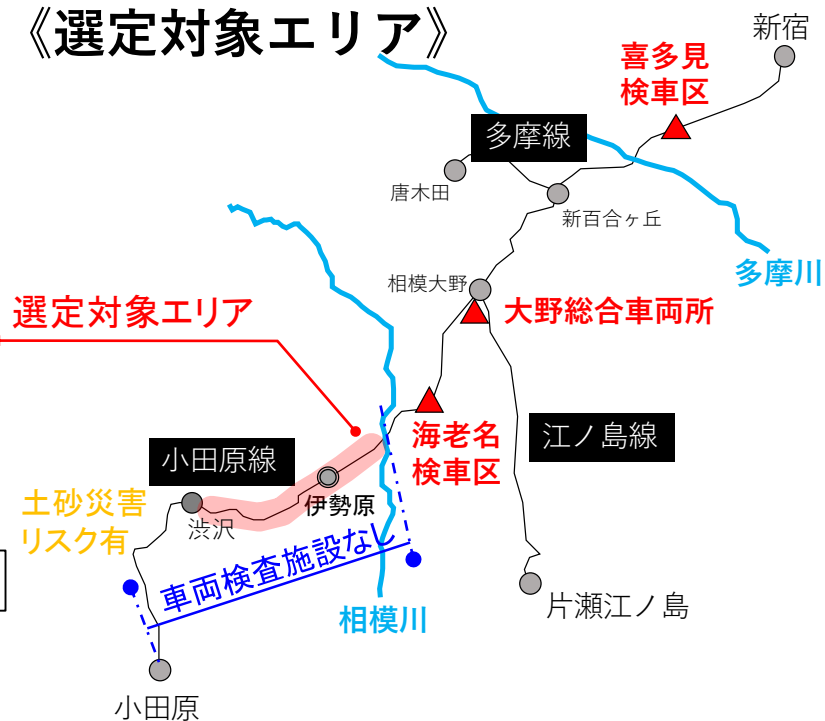 《選定対象エリア》
新宿
喜多見
検車区
多摩線
唐木田
新百合ヶ丘
多摩川
相模大野
選定対象エリア
大野総合車両所
海老名
検車区
江ノ島線
小田原線
伊勢原
土砂災害
リスク有
渋沢
車両検査施設なし
相模川
片瀬江ノ島
小田原